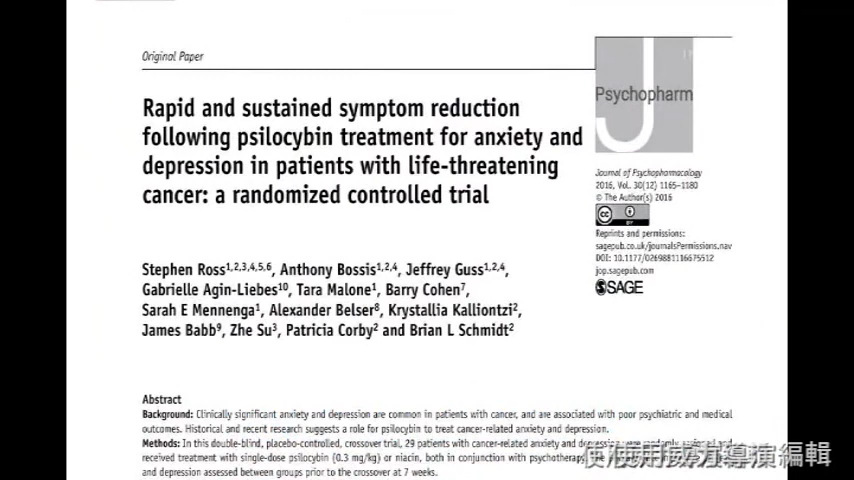 Original Paper
Rapid and sustained symptom reduction
following psilocybin treatment for anxiety and
depression in patients with life-threatening
cancer: a randomized controlled trial
Psychopharm
Journal of Psychopharmacology
2016, Vol. 30(12) 1165–1180
© The Author(s) 2016
Reprints and permissions:
sagepub.co.uk/journalsPermissions.nav
DOI: 10.1177/0269881116675512
jop.sagepub.com
SAGE
Stephen Ross1,2,3,4,5,6, Anthony Bossis1,2,4, Jeffrey Guss1,2,4,
Gabrielle Agin-Liebes10, Tara Malone1, Barry Cohen7,
Sarah E Mennenga1, Alexander Belser8, Krystallia Kalliontzi2,
James Babb9, Zhe Su3, Patricia Corby2 and Brian L Schmidt2
Abstract
Background: Clinically significant anxiety and depression are common in patients with cancer, and are associated with poor psychiatric and medical
outcomes. Historical and recent research suggests a role for psilocybin to treat cancer-related anxiety and depression.
Methods: In this double-blind, placebo-controlled, crossover trial, 29 patients with cancer-related anxiety and
received treatment with single-dose psilocybin (0.3 mg/kg) or niacin, both in conjunction with psychotherapy.
and depression assessed between groups prior to the crossover at 7 weeks.
使用威力導演編輯